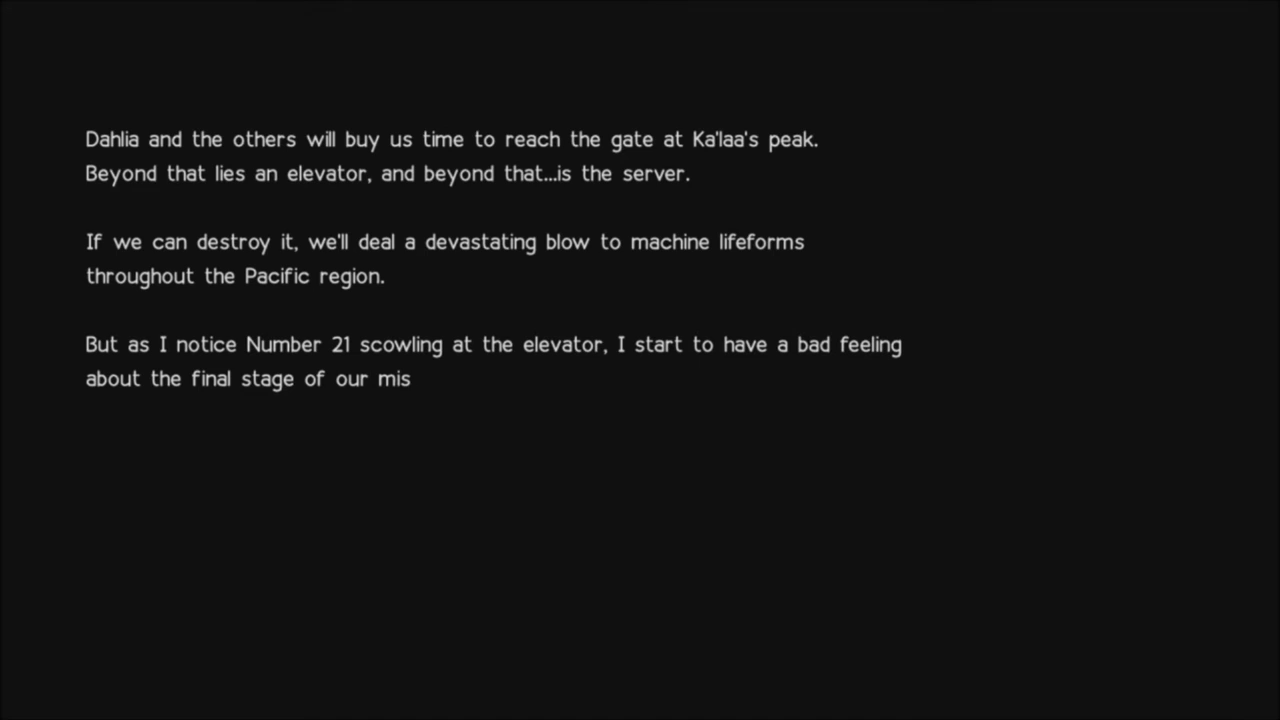 Dahlia and the others will buy us time to reach the gate at Ka'laa's peak.
Beyond that lies an elevator, and beyond that...is the server.
If we can destroy it, we'll deal a devastating blow to machine lifeforms
throughout the Pacific region.
But as I notice Number 21 scowling at the elevator, I start to have a bad feeling
about the final stage of our mis